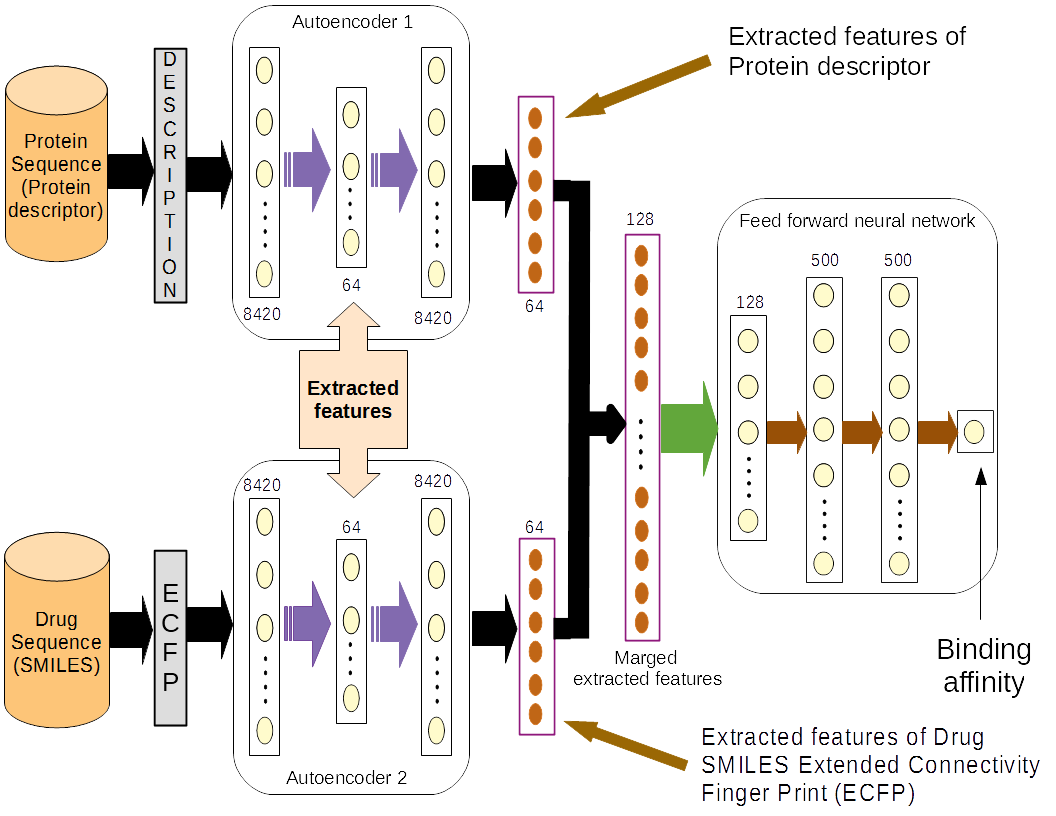 Autoencoder 1
Extracted features of
Protein descriptor
Protein
Sequence
(Protein
descriptor)
DESCRIPTION
8420
64
8420
64
128
Feed forward neural network
128
500
500
Extracted
features
8420
64
8420
64
Drug
Sequence
(SMILES)
ECFP
Autoencoder 2
Marged
extracted features
Binding
affinity
Extracted features of Drug
SMILES Extended Connectivity
Finger Print (ECFP)